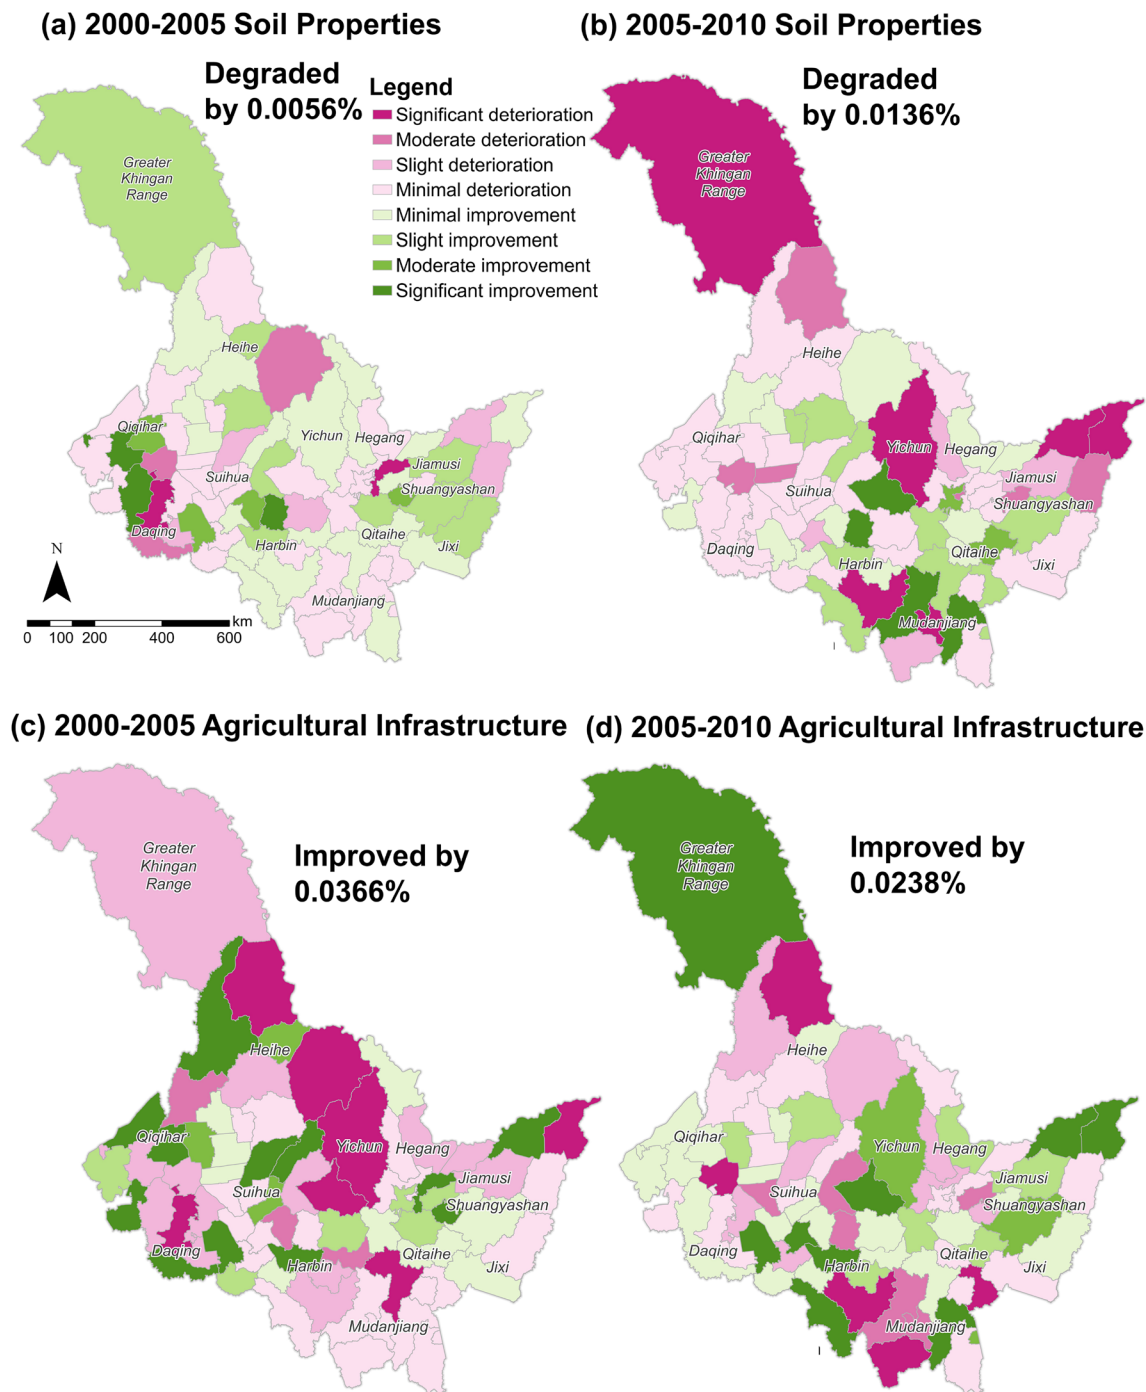 (a) 2000-2005 Soil Properties
Degraded
by 0.0056%
Legend
Significant deterioration
Moderate deterioration
Slight deterioration
Minimal deterioration
Minimal improvement
Slight improvement
Moderate improvement
Significant improvement
Greater
Khingan
Range
Heihe
Qiqihar
Yichun
Hegang
Jiamusi
Suihua
Shuangyashan
Daqing
Harbin
Qitaihe
Jixi
Mudanjiang
N
0 100 200 400 600 km
(b) 2005-2010 Soil Properties
Degraded
by 0.0136%
Greater
Khingan
Range
Heihe
Qiqihar
Yichun
Hegang
Jiamusi
Suihua
Shuangyashan
Daqing
Harbin
Qitaihe
Jixi
Mudanjiang
(c) 2000-2005 Agricultural Infrastructure
Improved by
0.0366%
Greater
Khingan
Range
Heihe
Qiqihar
Yichun
Hegang
Jiamusi
Suihua
Shuangyashan
Daqing
Harbin
Qitaihe
Jixi
Mudanjiang
(d) 2005-2010 Agricultural Infrastructure
Improved by
0.0238%
Greater
Khingan
Range
Heihe
Qiqihar
Yichun
Hegang
Jiamusi
Suihua
Shuangyashan
Daqing
Harbin
Qitaihe
Jixi
Mudanjiang